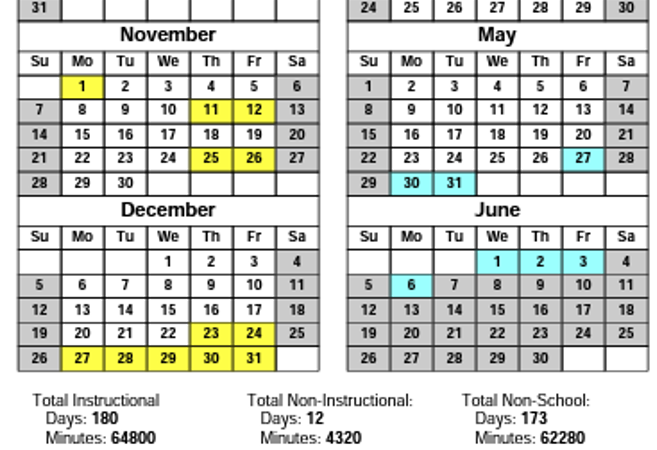 31
24 25 26 27 28 29 30
November
Su Mo Tu We Th Fr Sa
1 2 3 4 5 6
7 8 9 10 11 12 13
14 15 16 17 18 19 20
21 22 23 24 25 26 27
28 29 30
May
Su Mo Tu We Th Fr Sa
1 2 3 4 5 6 7
8 9 10 11 12 13 14
15 16 17 18 19 20 21
22 23 24 25 26 27 28
29 30 31
December
Su Mo Tu We Th Fr Sa
1 2 3 4
5 6 7 8 9 10 11
12 13 14 15 16 17 18
19 20 21 22 23 24 25
26 27 28 29 30 31
June
Su Mo Tu We Th Fr Sa
1 2 3 4
5 6 7 8 9 10 11
12 13 14 15 16 17 18
19 20 21 22 23 24 25
26 27 28 29 30
Total Instructional
Days: 180
Minutes: 64800
Total Non-Instructional:
Days: 12
Minutes: 4320
Total Non-School:
Days: 173
Minutes: 62280